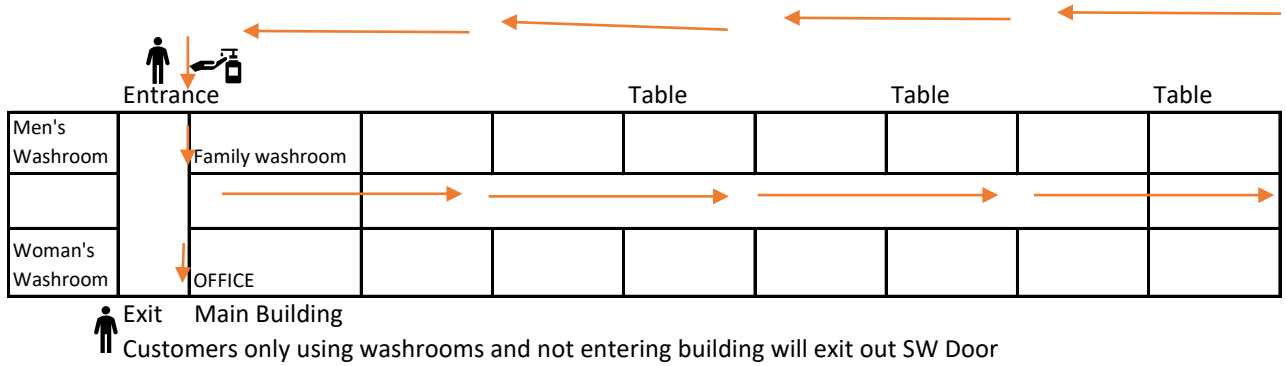 Entrance Table Table Table
Men's
Washroom Family washroom
Woman's
Washroom OFFICE
Exit Main Building
Customers only using washrooms and not entering building will exit out SW Door